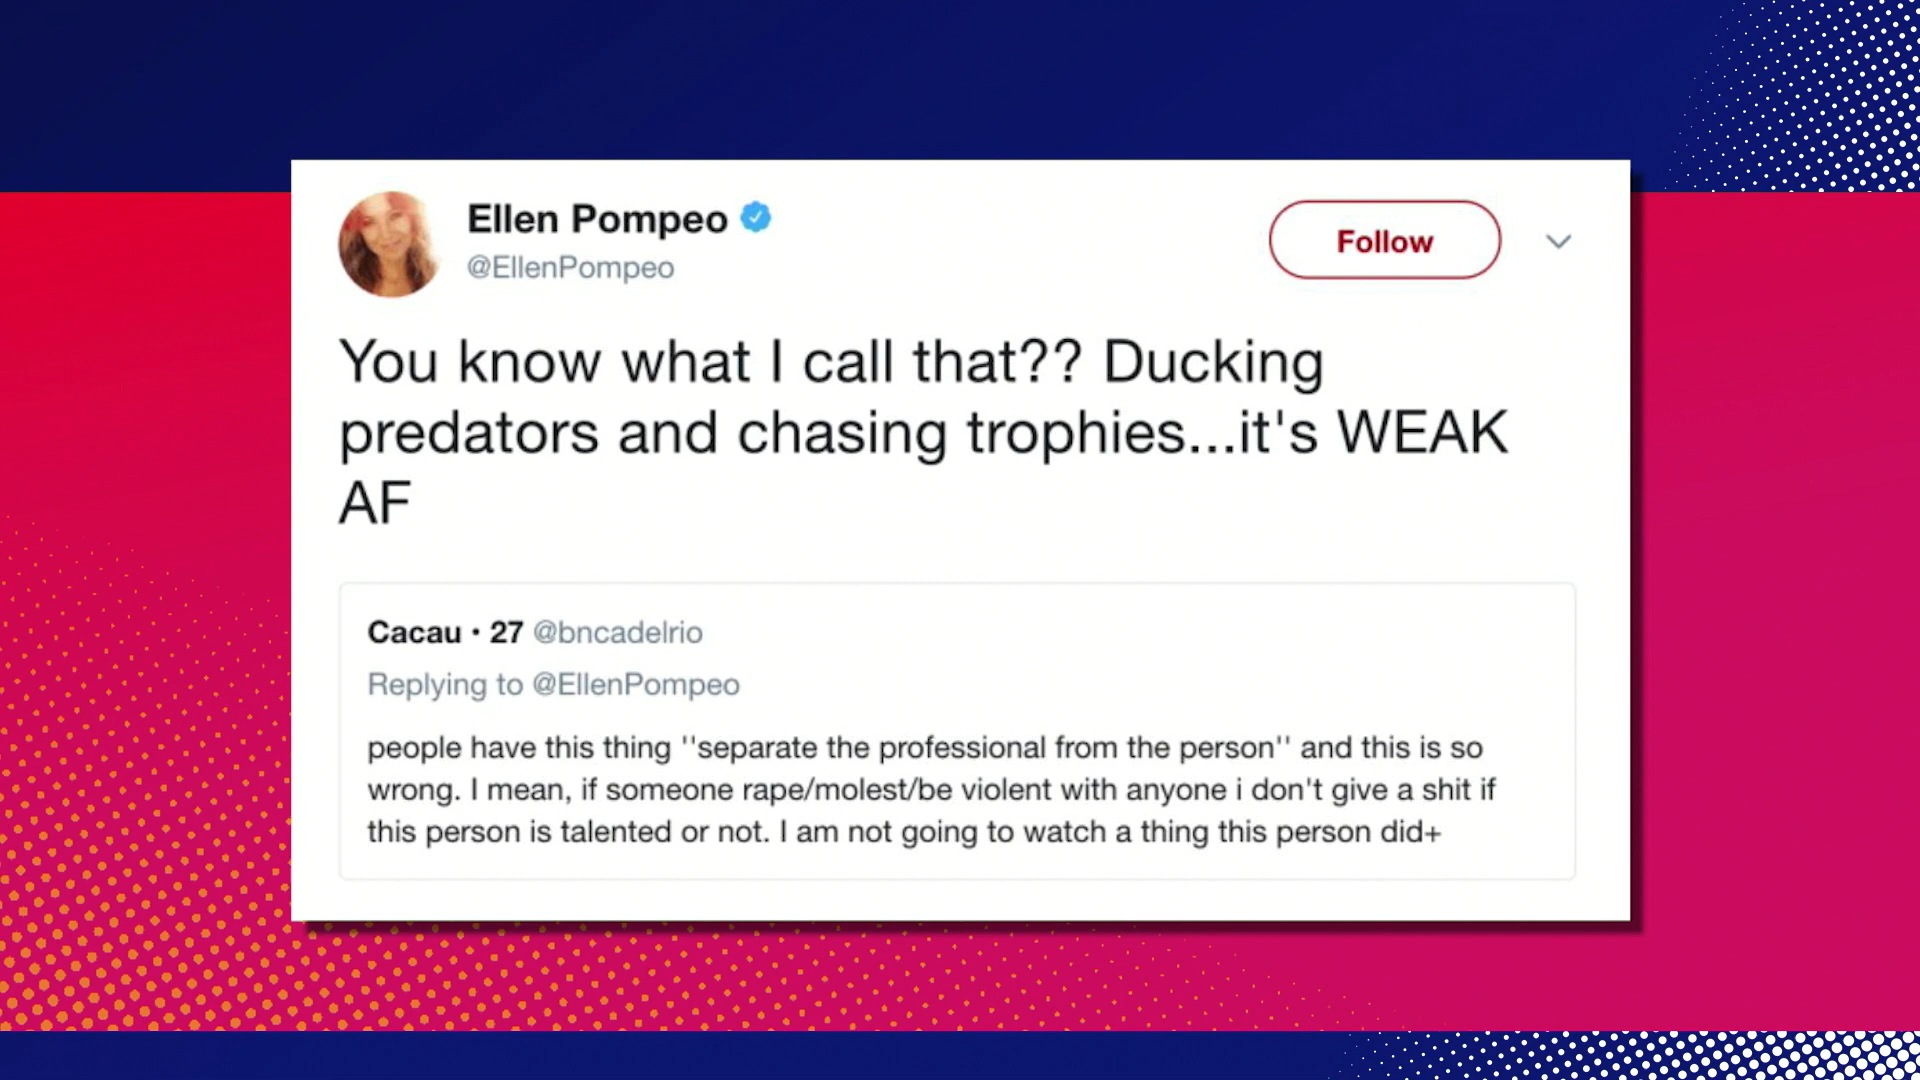 Ellen Pompeo
@EllenPompeo
Follow
You know what I call that?? Ducking
predators and chasing trophies...it's WEAK
AF
Cacau · 27 @bncadelrio
Replying to @EllenPompeo
people have this thing ''separate the professional from the person'' and this is so
wrong. I mean, if someone rape/molest/be violent with anyone i don't give a shit if
this person is talented or not. I am not going to watch a thing this person did+